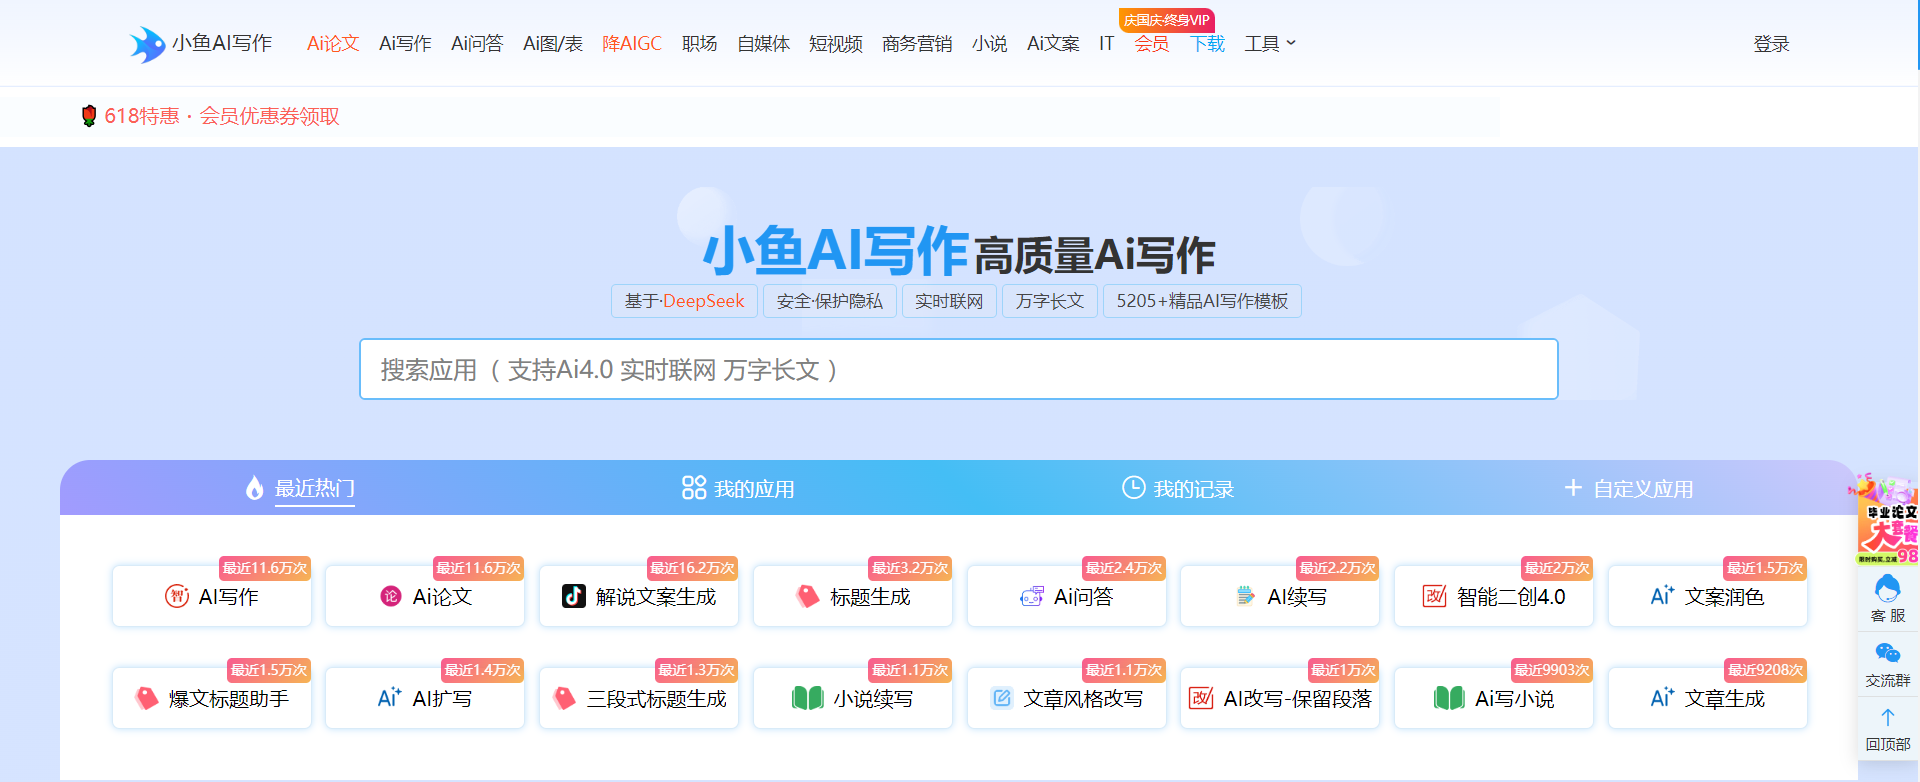 庆国庆·终身VIP
小鱼AI写作 Ai论文 Ai写作 Ai问答 Ai图/表 降AIGC 职场 自媒体 短视频 商务营销 小说 Ai文案 IT 会员 下载 工具 登录
618特惠 · 会员优惠券领取
小鱼AI写作 高质量Ai写作
基于·DeepSeek 安全·保护隐私 实时联网 万字长文 5205+精品AI写作模板
搜索应用（支持Ai4.0 实时联网 万字长文）
最近热门 我的应用 我的记录 自定义应用
毕业论文
大套餐
限时购买,立减98
最近11.6万次 最近11.6万次 最近16.2万次 最近3.2万次 最近2.4万次 最近2.2万次 最近2万次 最近1.5万次
智 AI写作 论 Ai论文 解说文案生成 标题生成 Ai问答 AI续写 改 智能二创4.0 Ai 文案润色
客 服
最近1.5万次 最近1.4万次 最近1.3万次 最近1.1万次 最近1.1万次 最近1万次 最近9903次 最近9208次
爆文标题助手 Ai AI扩写 三段式标题生成 小说续写 文章风格改写 改 AI改写-保留段落 Ai写小说 Ai 文章生成
交流群
回顶部